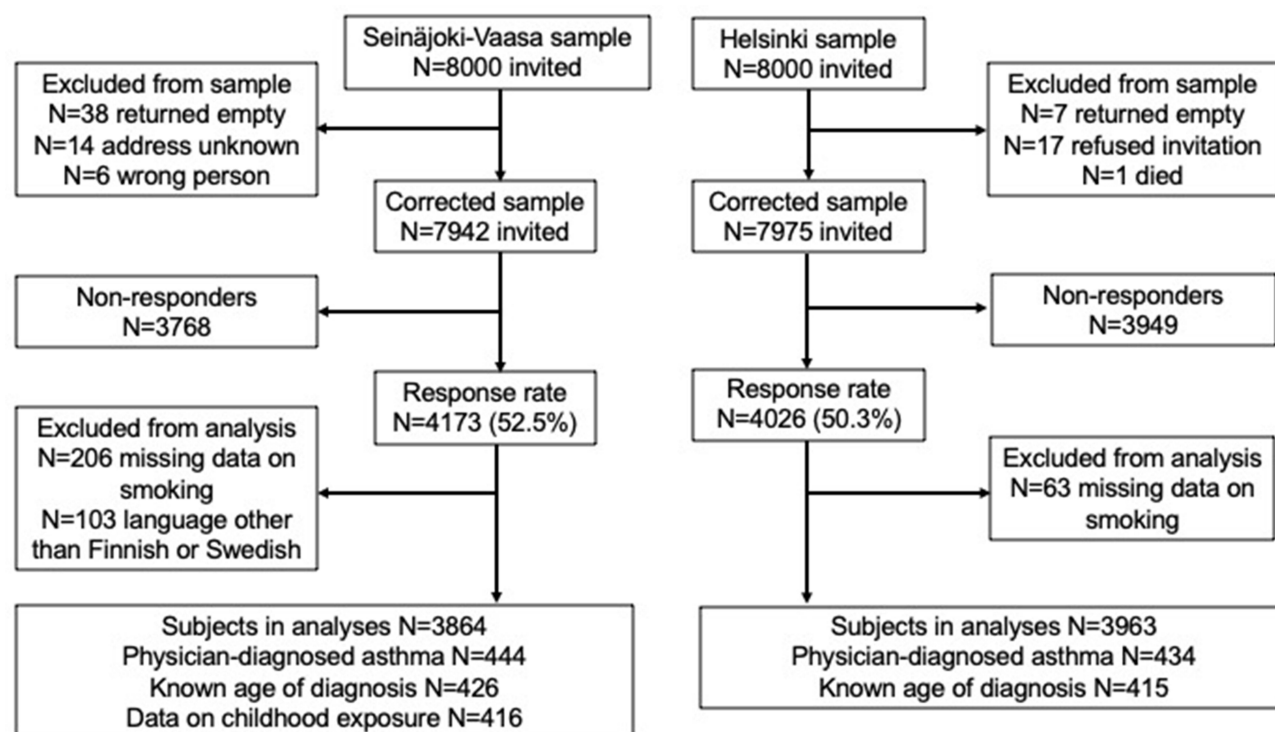 Seinäjoki-Vaasa sample
N=8000 invited
Excluded from sample
N=38 returned empty
N=14 address unknown
N=6 wrong person
Corrected sample
N=7942 invited
Non-responders
N=3768
Response rate
N=4173 (52.5%)
Excluded from analysis
N=206 missing data on
smoking
N=103 language other
than Finnish or Swedish
Subjects in analyses N=3864
Physician-diagnosed asthma N=444
Known age of diagnosis N=426
Data on childhood exposure N=416
Helsinki sample
N=8000 invited
Excluded from sample
N=7 returned empty
N=17 refused invitation
N=1 died
Corrected sample
N=7975 invited
Non-responders
N=3949
Response rate
N=4026 (50.3%)
Excluded from analysis
N=63 missing data on
smoking
Subjects in analyses N=3963
Physician-diagnosed asthma N=434
Known age of diagnosis N=415